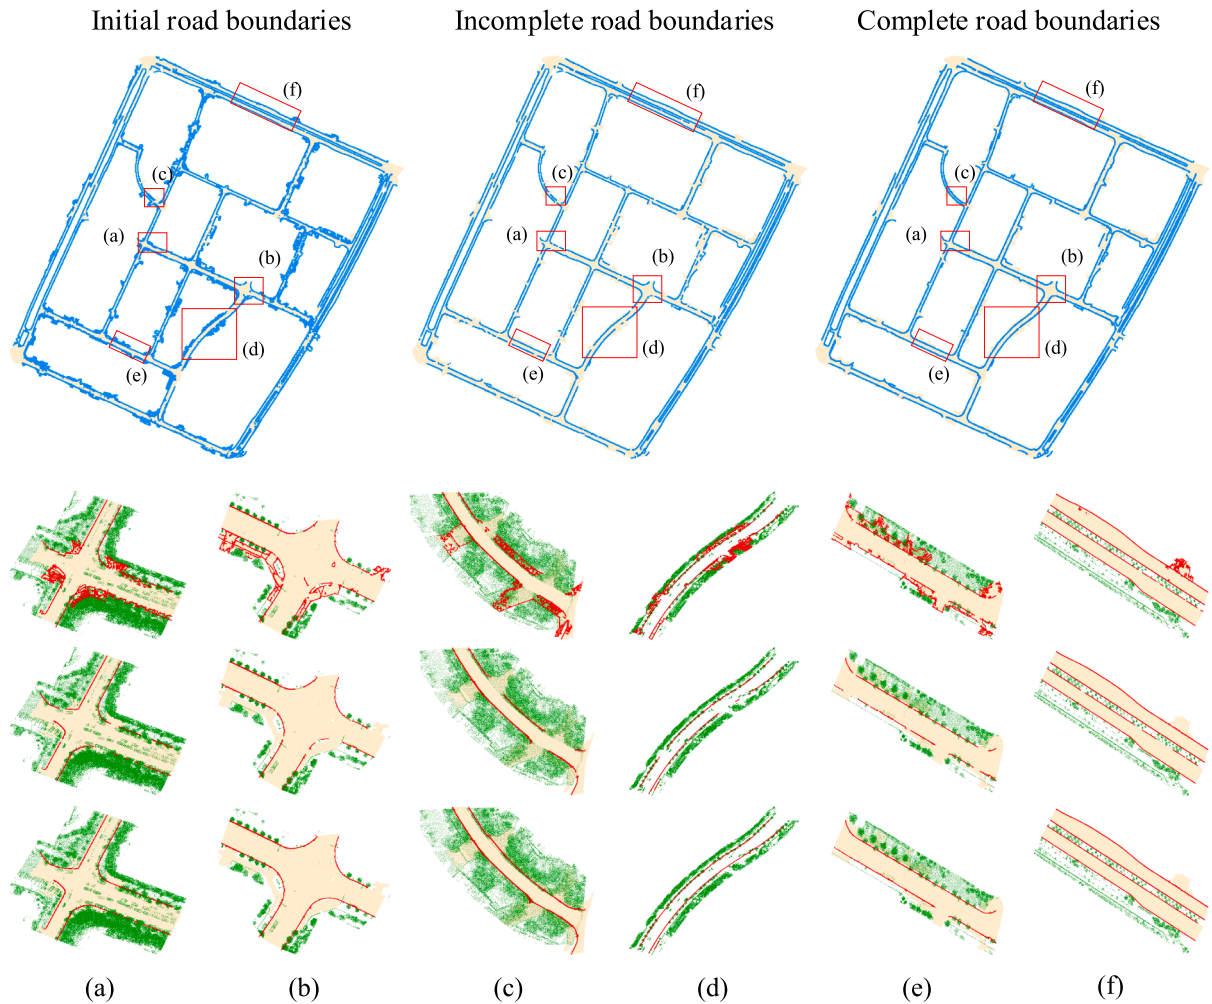 Initial road boundaries
Incomplete road boundaries
Complete road boundaries
(f)
(c)
(a)
(b)
(d)
(e)
(f)
(c)
(a)
(b)
(d)
(e)
(f)
(c)
(a)
(b)
(d)
(e)
(a)
(b)
(c)
(d)
(e)
(f)